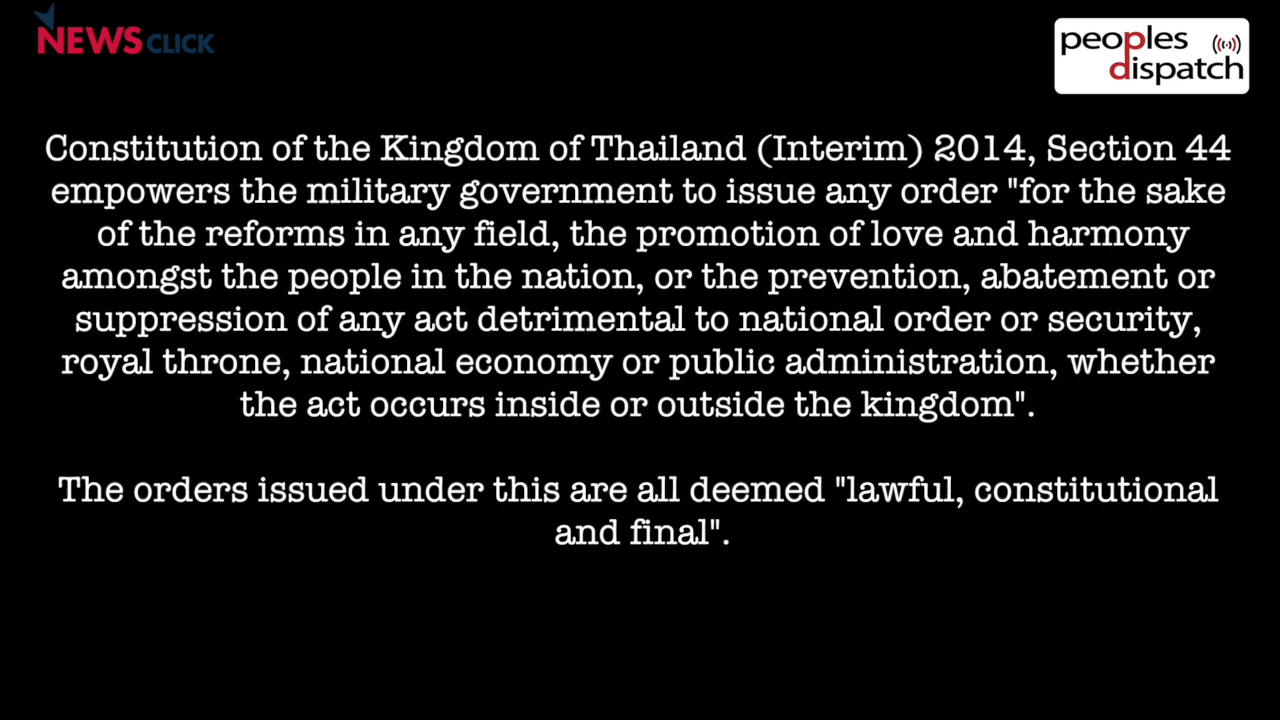 NEWSCLICK
peoples
dispatch
Constitution of the Kingdom of Thailand (Interim) 2014, Section 44
empowers the military government to issue any order "for the sake
of the reforms in any field, the promotion of love and harmony
amongst the people in the nation, or the prevention, abatement or
suppression of any act detrimental to national order or security,
royal throne, national economy or public administration, whether
the act occurs inside or outside the kingdom".
The orders issued under this are all deemed "lawful, constitutional
and final".